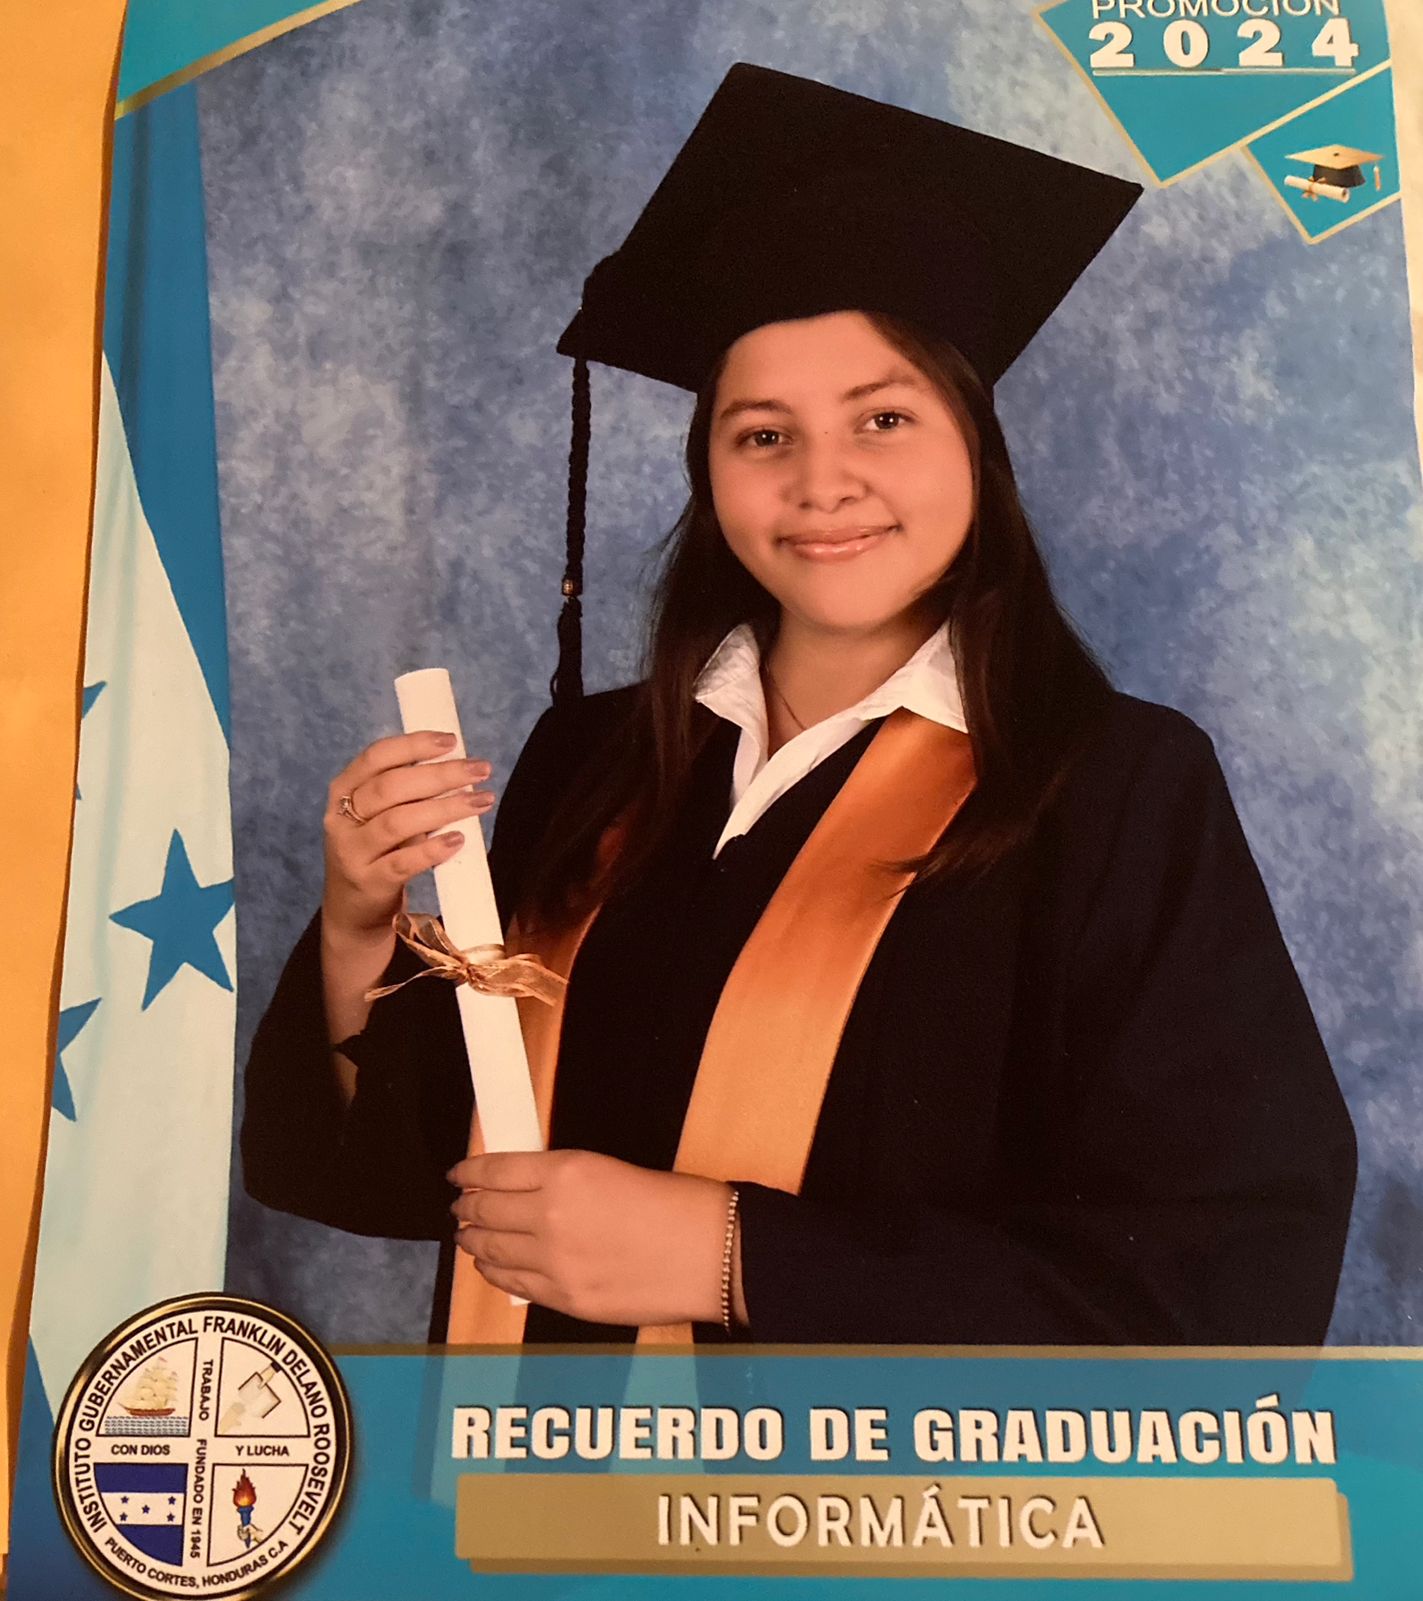 PROMOCIÓN
2024
INSTITUTO GUBERNAMENTAL FRANKLIN DELANO ROOSEVELT
TRABAJO
CON DIOS
Y LUCHA
FUNDADO EN 1945
PUERTO CORTES, HONDURAS C.A
RECUERDO DE GRADUACIÓN
INFORMÁTICA